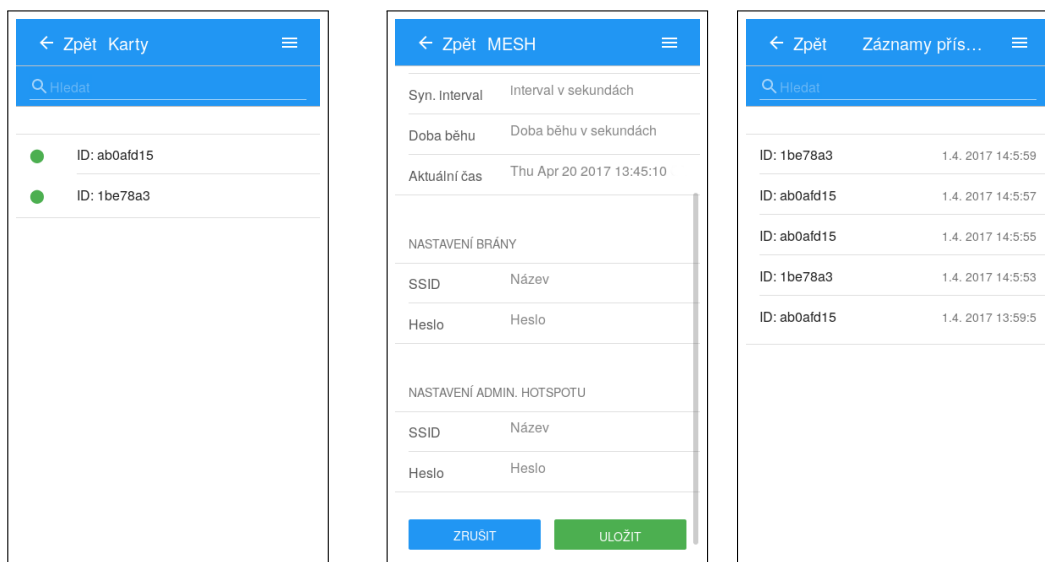 Zpět Karty
Hledat
ID: ab0afd15
ID: 1be78a3
Zpět MESH
Syn. interval Interval v sekundách
Doba běhu Doba běhu v sekundách
Aktuální čas Thu Apr 20 2017 13:45:10
NASTAVENÍ BRÁNY
SSID Název
Heslo Heslo
NASTAVENÍ ADMIN. HOTSPOTU
SSID Název
Heslo Heslo
ZRUŠIT ULOŽIT
Zpět Záznamy přís...
Hledat
ID: 1be78a3 1.4. 2017 14:5:59
ID: ab0afd15 1.4. 2017 14:5:57
ID: ab0afd15 1.4. 2017 14:5:55
ID: 1be78a3 1.4. 2017 14:5:53
ID: ab0afd15 1.4. 2017 13:59:5